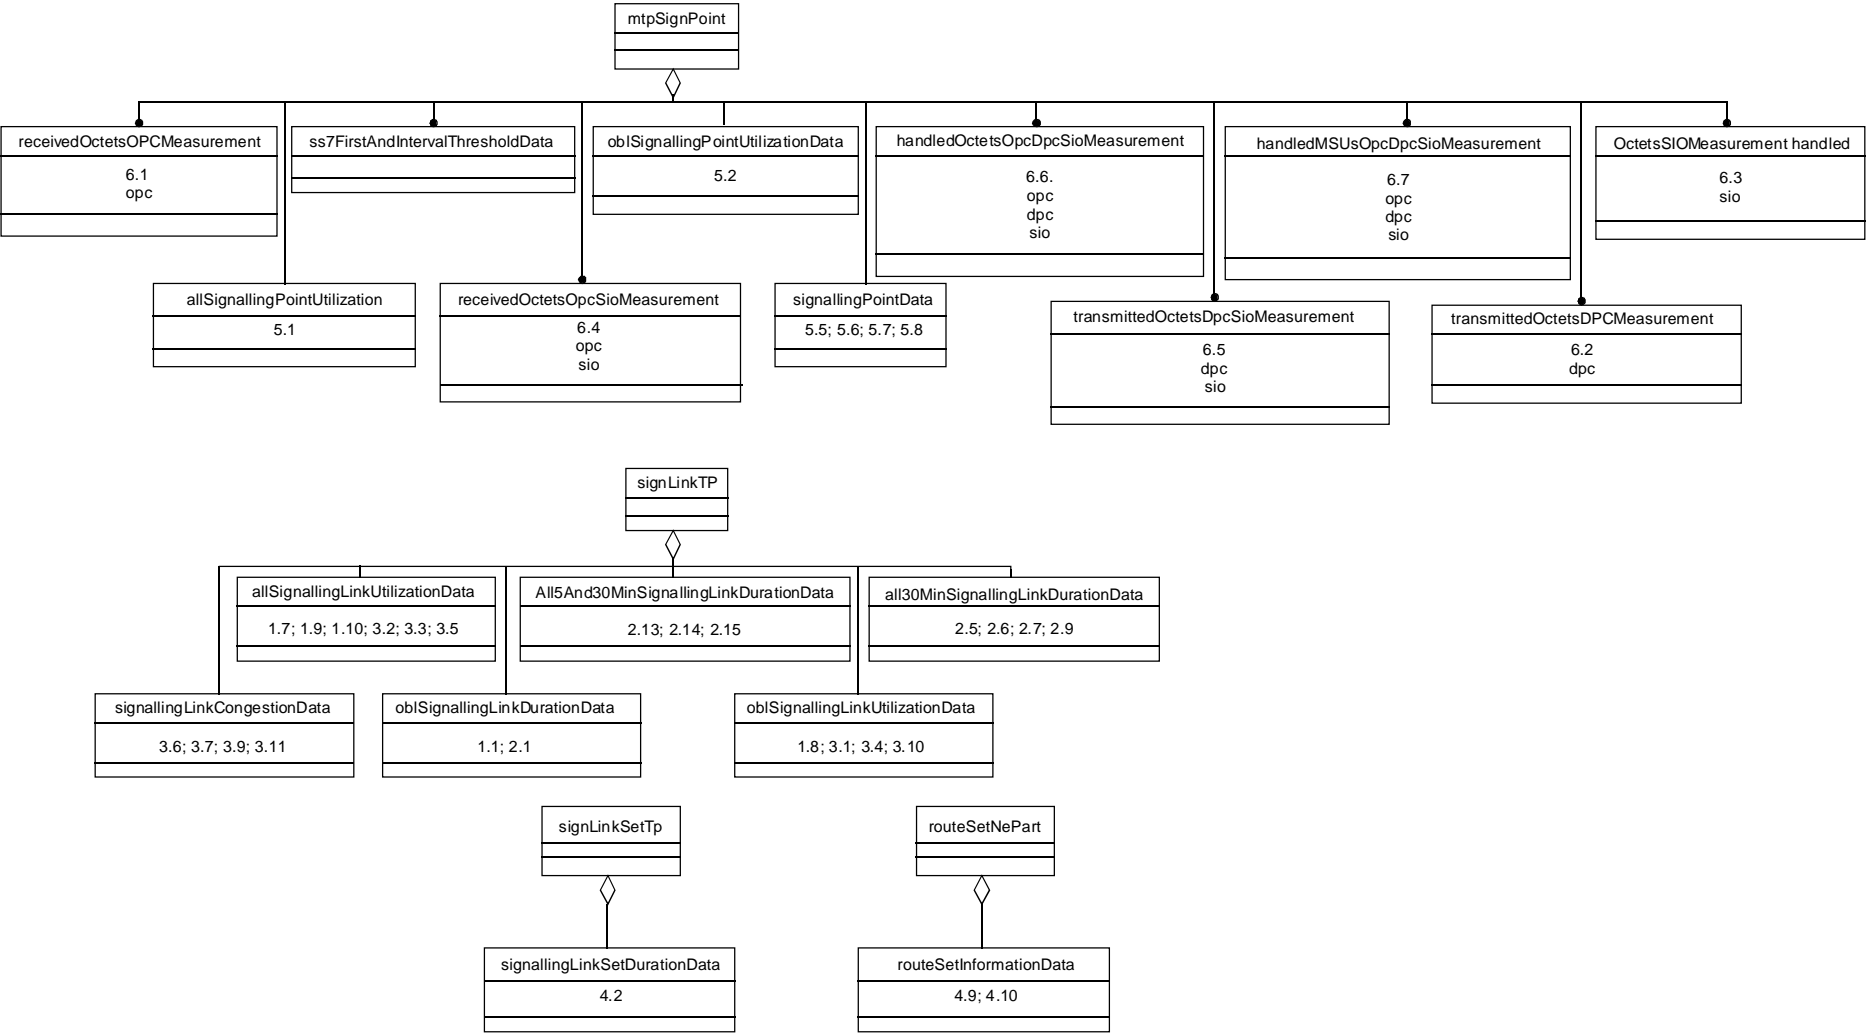 mtpSignPoint
receivedOctetsOPCMeasurement
6.1
opc
ss7FirstAndIntervalThresholdData
oblSignallingPointUtilizationData
5.2
handledOctetsOpcDpcSioMeasurement
6.6.
opc
dpc
sio
handledMSUsOpcDpcSioMeasurement
6.7
opc
dpc
sio
OctetsSIOMeasurement handled
6.3
sio
allSignallingPointUtilization
5.1
receivedOctetsOpcSioMeasurement
6.4
opc
sio
signallingPointData
5.5; 5.6; 5.7; 5.8
transmittedOctetsDpcSioMeasurement
6.5
dpc
sio
transmittedOctetsDPCMeasurement
6.2
dpc
signLinkTP
allSignallingLinkUtilizationData
1.7; 1.9; 1.10; 3.2; 3.3; 3.5
All5And30MinSignallingLinkDurationData
2.13; 2.14; 2.15
all30MinSignallingLinkDurationData
2.5; 2.6; 2.7; 2.9
signallingLinkCongestionData
3.6; 3.7; 3.9; 3.11
oblSignallingLinkDurationData
1.1; 2.1
oblSignallingLinkUtilizationData
1.8; 3.1; 3.4; 3.10
signLinkSetTp
routeSetNePart
signallingLinkSetDurationData
4.2
routeSetInformationData
4.9; 4.10